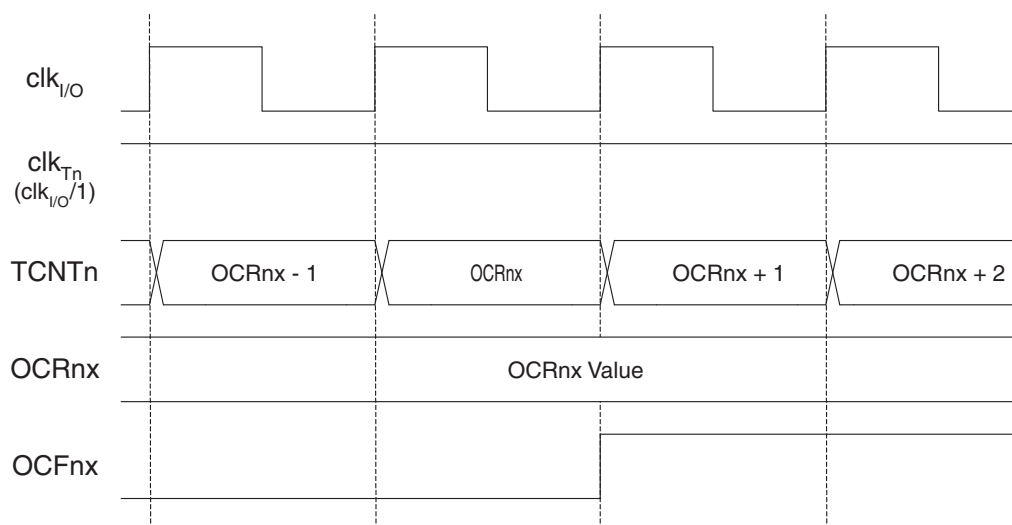 clkI/O
clkTn
(clkI/O/1)
TCNTn
OCRnx - 1
OCRnx
OCRnx + 1
OCRnx + 2
OCRnx
OCRnx Value
OCFnx